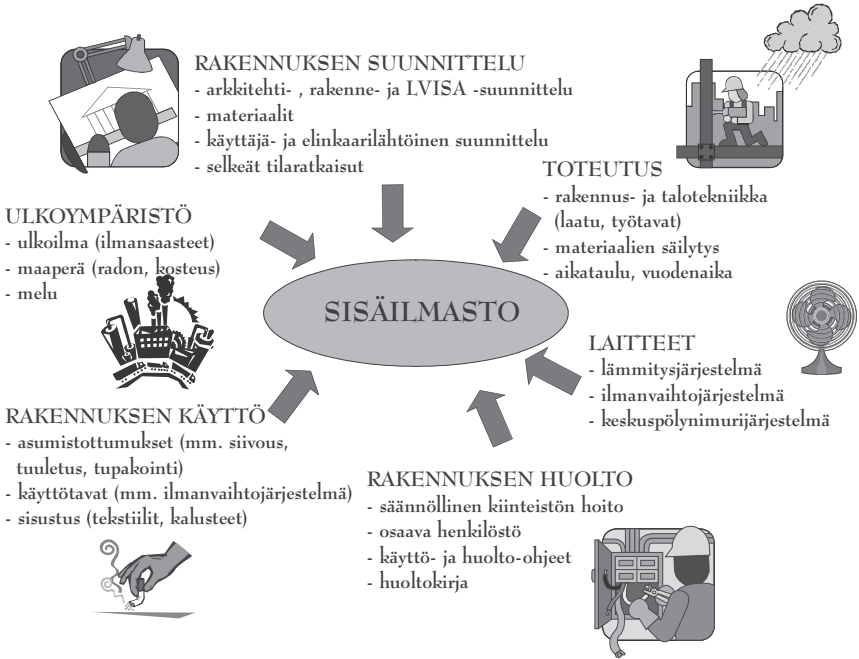 RAKENNUKSEN SUUNNITTELU
- arkkitehti- , rakenne- ja LVISA -suunnittelu
- materiaalit
- käyttäjä- ja elinkaarilähtöinen suunnittelu
- selkeät tilaratkaisut
TOTEUTUS
- rakennus- ja talotekniikka
(laatu, työtavat)
- materiaalien säilytys
- aikataulu, vuodenaika
ULKOYMPÄRISTÖ
- ulkoilma (ilmansaasteet)
- maaperä (radon, kosteus)
- melu
SISÄILMASTO
LAITTEET
- lämmitysjärjestelmä
- ilmanvaihtojärjestelmä
- keskuspölynimurijärjestelmä
RAKENNUKSEN KÄYTTÖ
- asumistottumukset (mm. siivous,
tuuletus, tupakointi)
- käyttötavat (mm. ilmanvaihtojärjestelmä)
- sisustus (tekstiilit, kalusteet)
RAKENNUKSEN HUOLTO
- säännöllinen kiinteistön hoito
- osaava henkilöstö
- käyttö- ja huolto-ohjeet
- huoltokirja